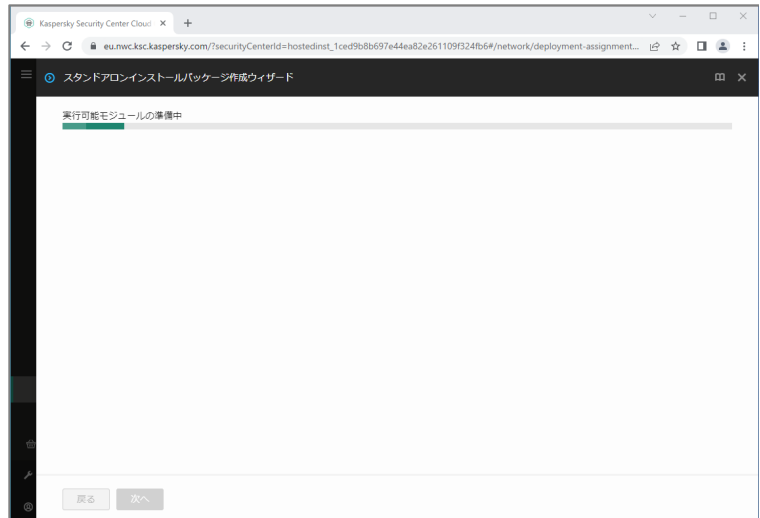 Kaspersky Security Center Cloud
eu.nwc.ksc.kaspersky.com/?securityCenterId=hostedinst_1ced9b8b697e44ea82e261109f324fb6#/network/deployment-assignment...
スタンドアロンインストールパッケージ作成ウィザード
実行可能モジュールの準備中
戻る 次へ